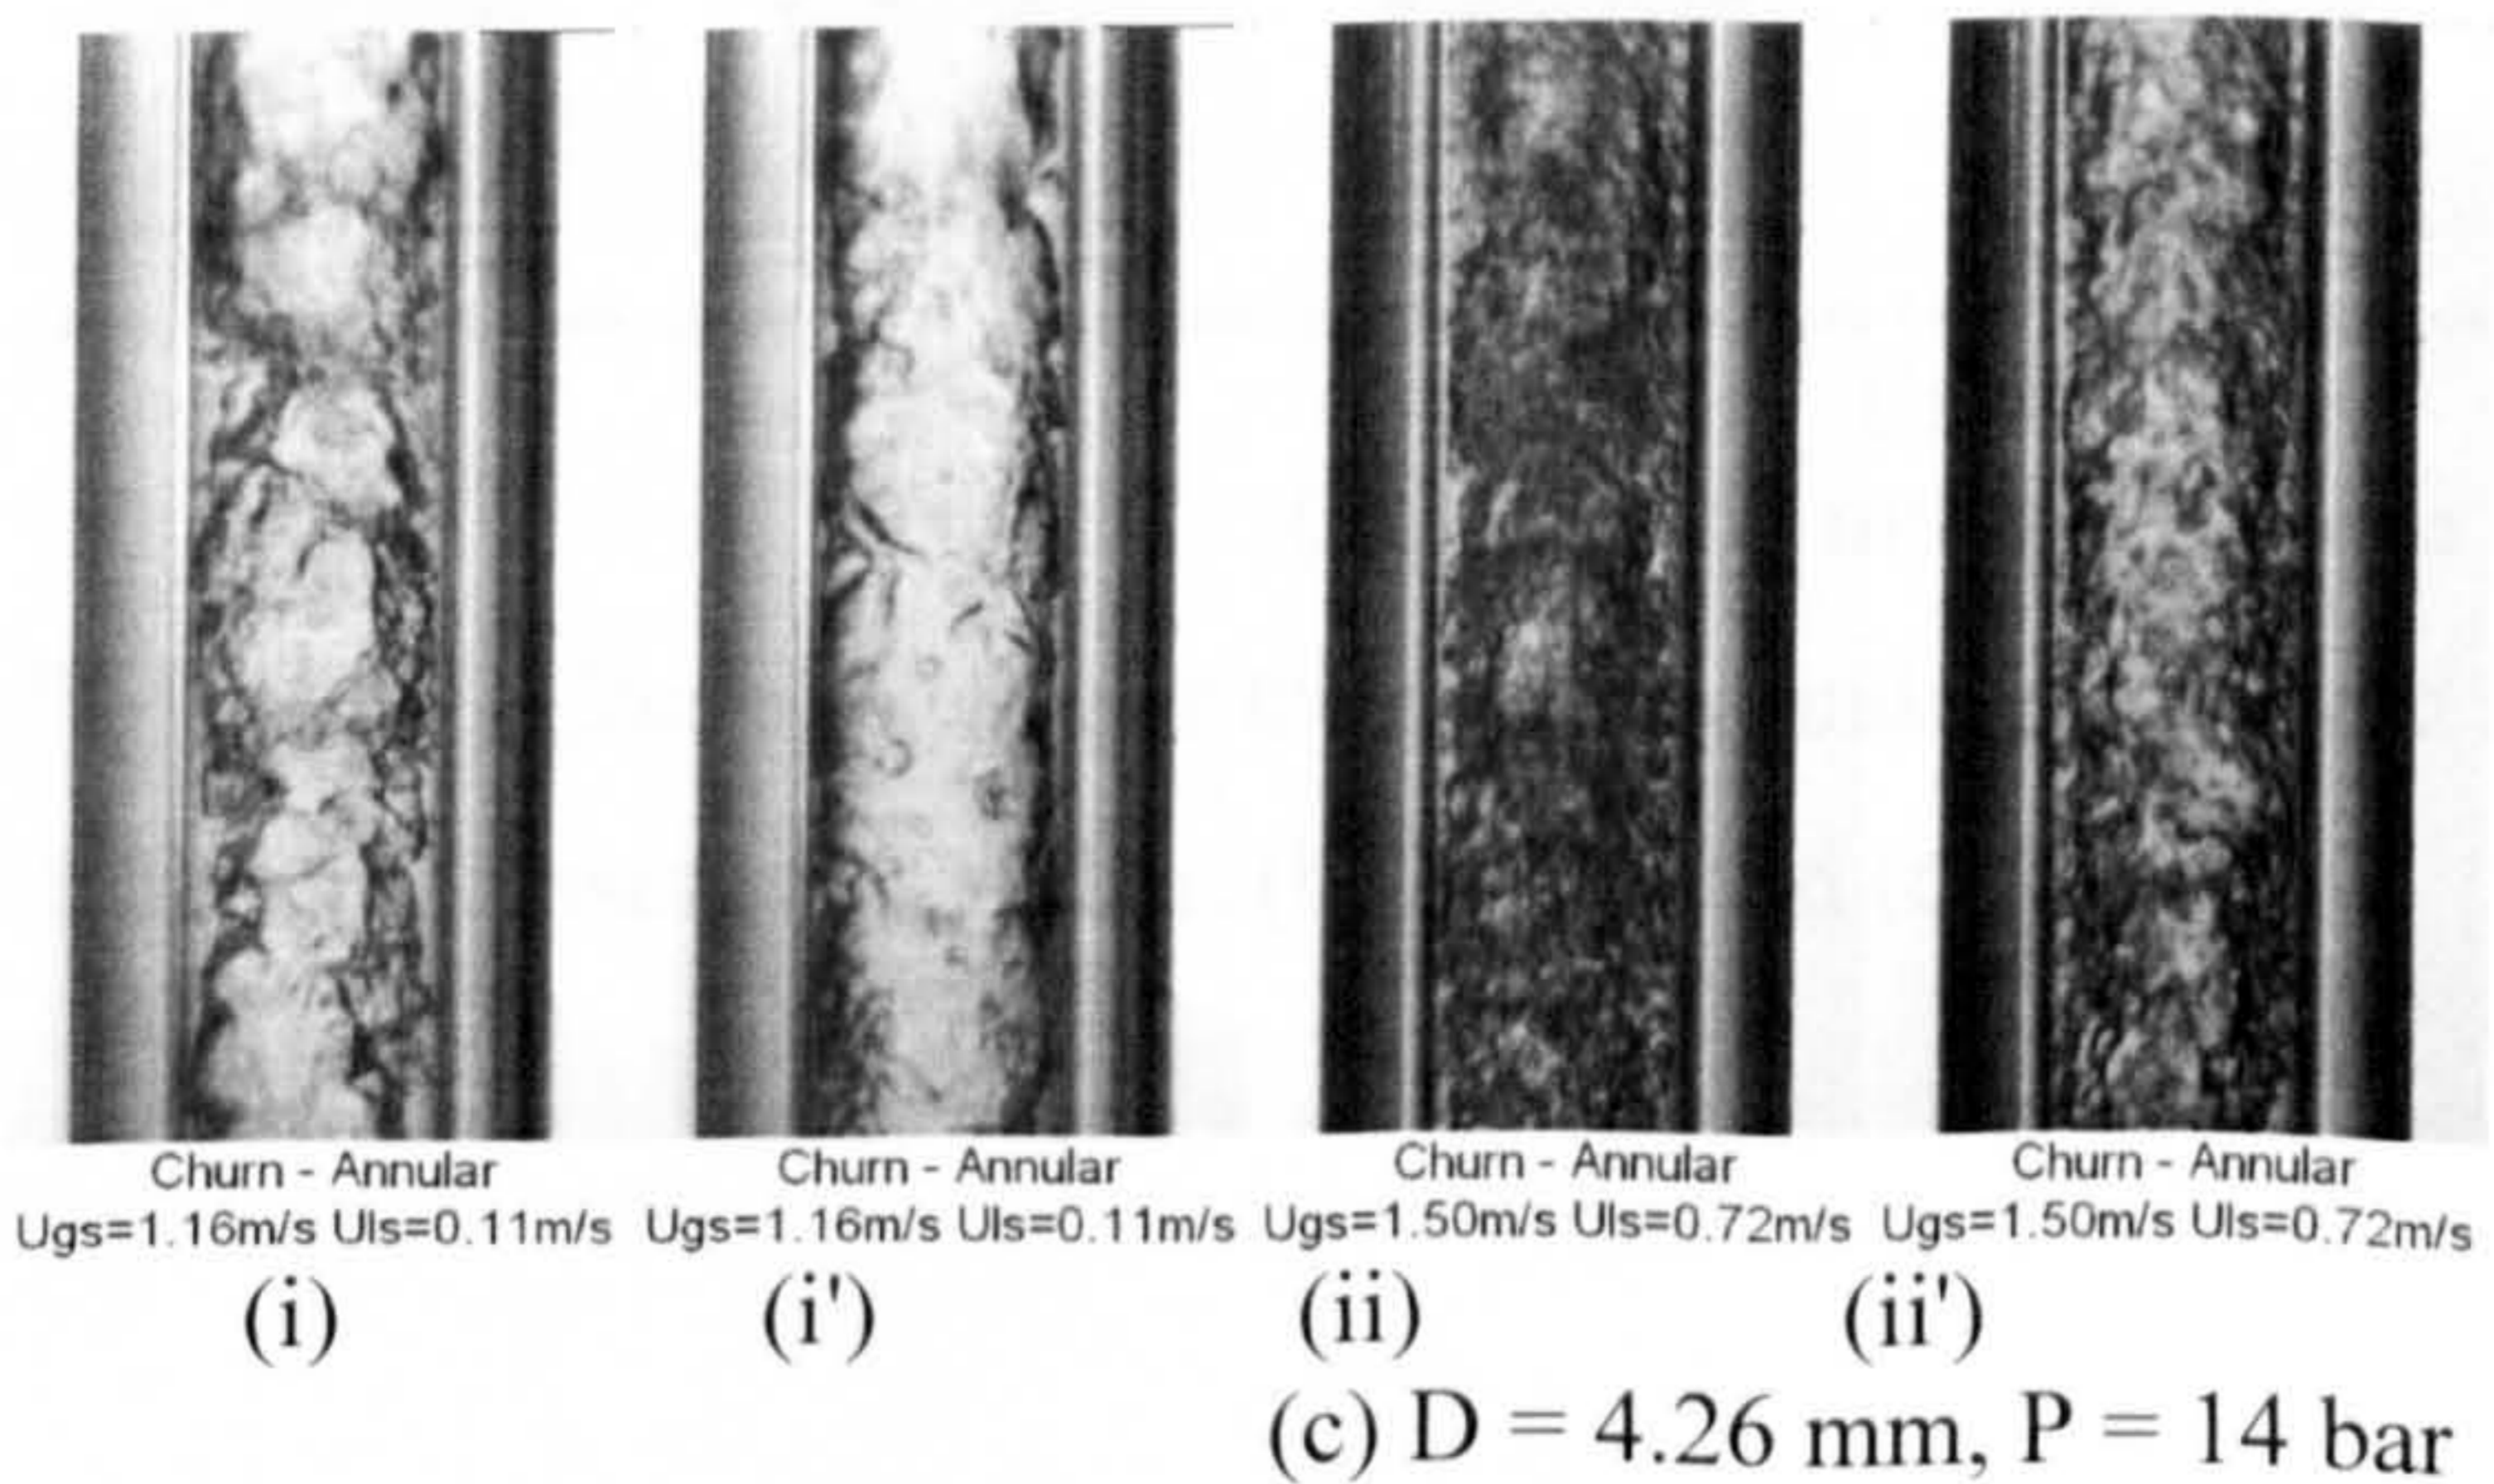 Churn - Annular Churn - Annular Churn - Annular Churn - Annular
Ugs=1.16m/s Uls=0.11m/s Ugs=1.16m/s Uls=0.11m/s Ugs=1.50m/s Uls=0.72m/s Ugs=1.50m/s Uls=0.72m/s
(i) (i') (ii) (ii')
(c) D = 4.26 mm, P = 14 bar